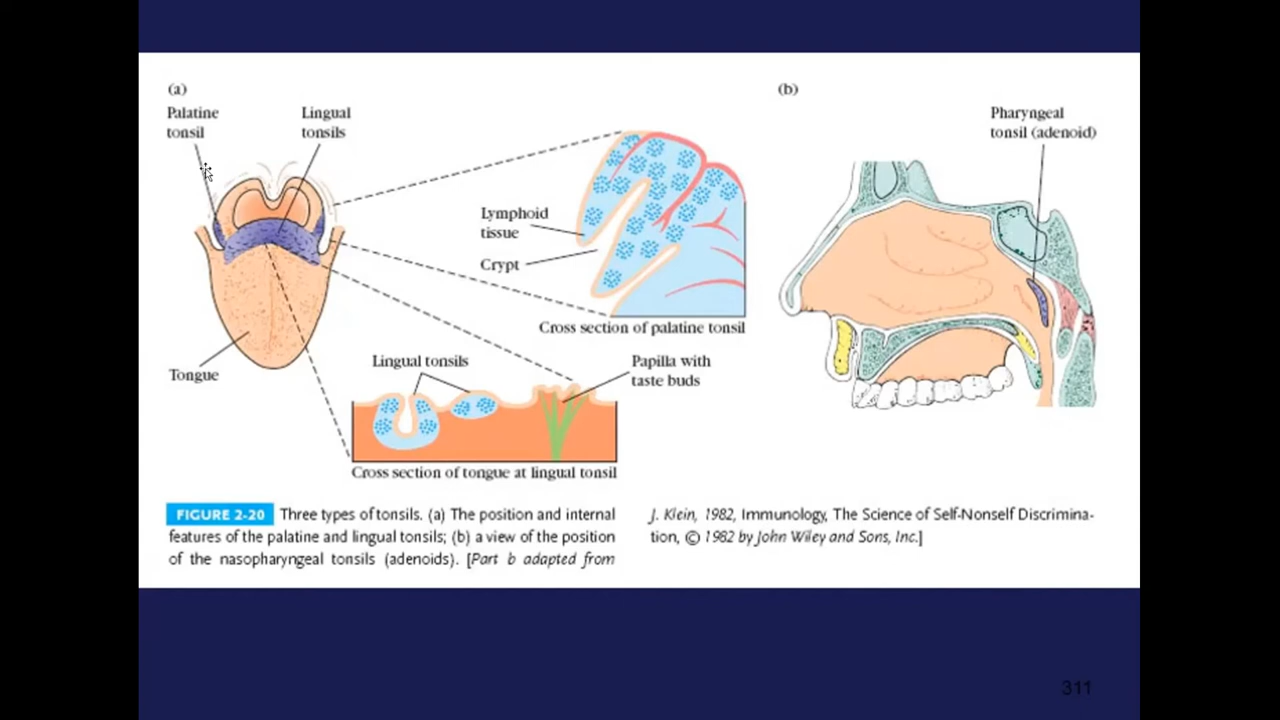 (a)
Palatine
tonsil
Lingual
tonsils
Lymphoid
tissue
Crypt
Cross section of palatine tonsil
Tongue
Lingual tonsils
Papilla with
taste buds
Cross section of tongue at lingual tonsil
(b)
Pharyngeal
tonsil (adenoid)
FIGURE 2-20 Three types of tonsils. (a) The position and internal
features of the palatine and lingual tonsils; (b) a view of the position
of the nasopharyngeal tonsils (adenoids). [Part b adapted from
J. Klein, 1982, Immunology, The Science of Self-Nonself Discrimina-
tion, © 1982 by John Wiley and Sons, Inc.]
311